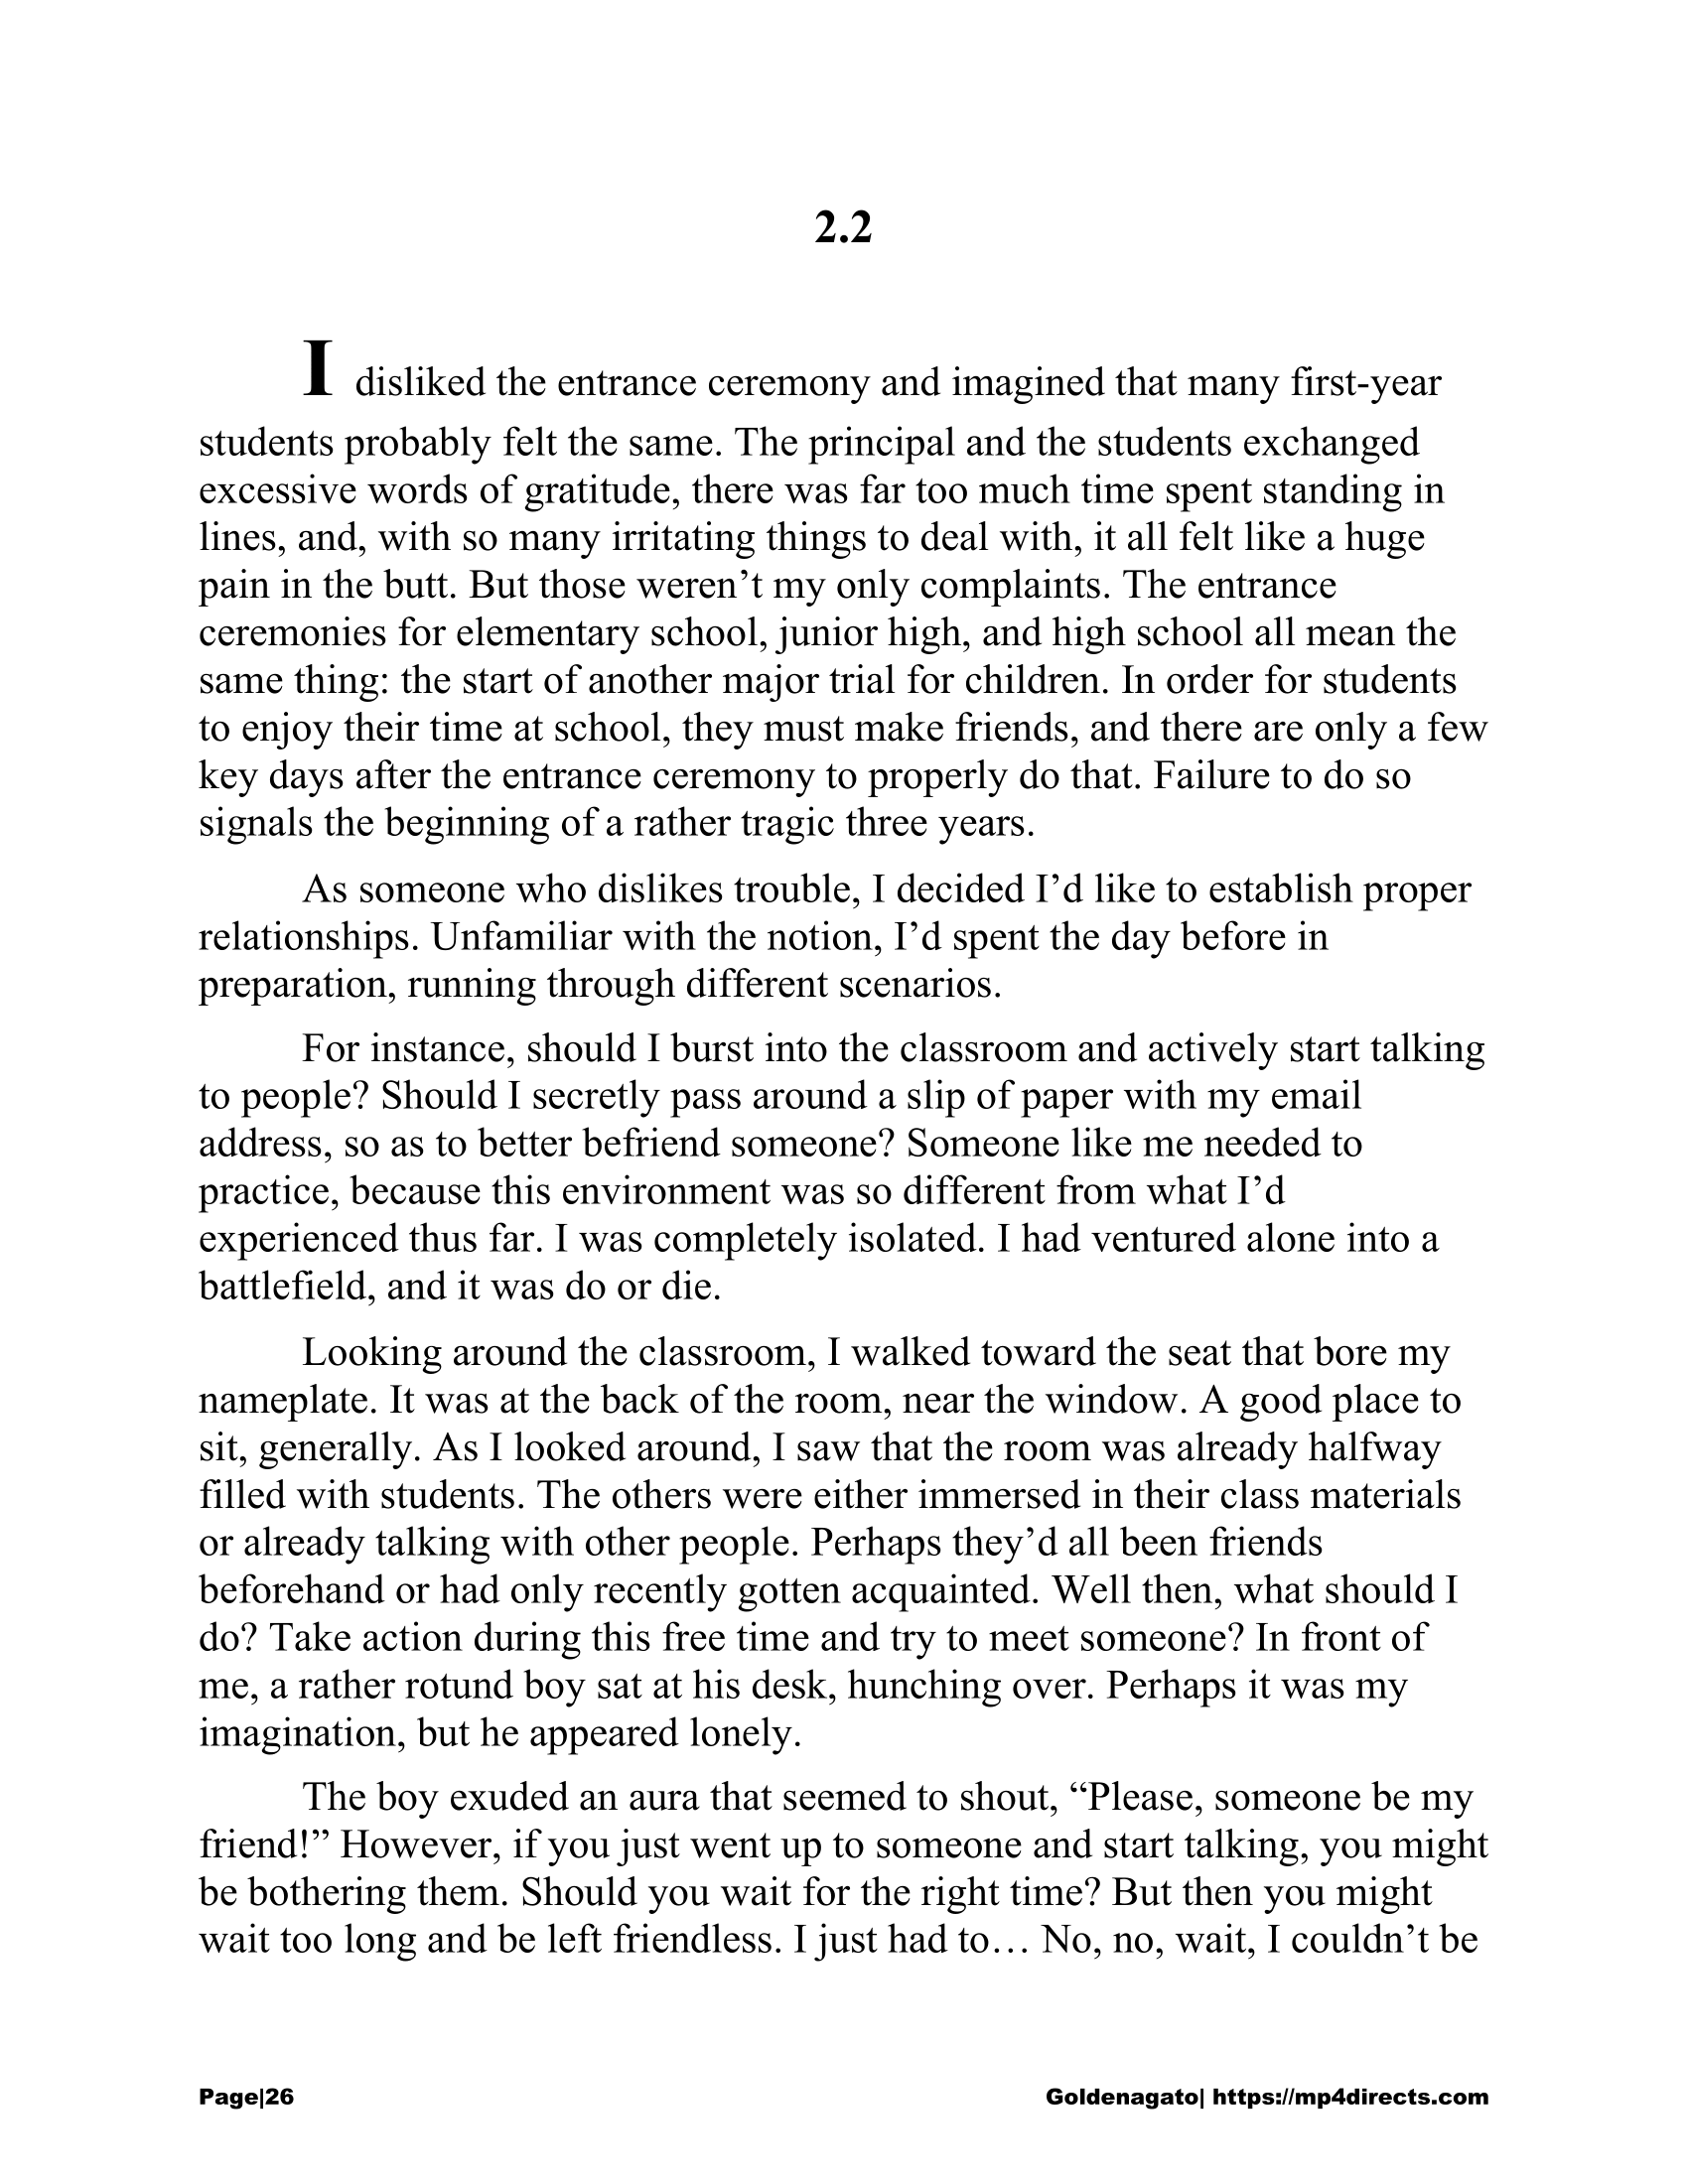 2.2
I disliked the entrance ceremony and imagined that many first-year
students probably felt the same. The principal and the students exchanged
excessive words of gratitude, there was far too much time spent standing in
lines, and, with so many irritating things to deal with, it all felt like a huge
pain in the butt. But those weren’t my only complaints. The entrance
ceremonies for elementary school, junior high, and high school all mean the
same thing: the start of another major trial for children. In order for students
to enjoy their time at school, they must make friends, and there are only a few
key days after the entrance ceremony to properly do that. Failure to do so
signals the beginning of a rather tragic three years.
As someone who dislikes trouble, I decided I’d like to establish proper
relationships. Unfamiliar with the notion, I’d spent the day before in
preparation, running through different scenarios.
For instance, should I burst into the classroom and actively start talking
to people? Should I secretly pass around a slip of paper with my email
address, so as to better befriend someone? Someone like me needed to
practice, because this environment was so different from what I’d
experienced thus far. I was completely isolated. I had ventured alone into a
battlefield, and it was do or die.
Looking around the classroom, I walked toward the seat that bore my
nameplate. It was at the back of the room, near the window. A good place to
sit, generally. As I looked around, I saw that the room was already halfway
filled with students. The others were either immersed in their class materials
or already talking with other people. Perhaps they’d all been friends
beforehand or had only recently gotten acquainted. Well then, what should I
do? Take action during this free time and try to meet someone? In front of
me, a rather rotund boy sat at his desk, hunching over. Perhaps it was my
imagination, but he appeared lonely.
The boy exuded an aura that seemed to shout, “Please, someone be my
friend!” However, if you just went up to someone and start talking, you might
be bothering them. Should you wait for the right time? But then you might
wait too long and be left friendless. I just had to… No, no, wait, I couldn’t be
Page|26 Goldenagato| https://mp4directs.com